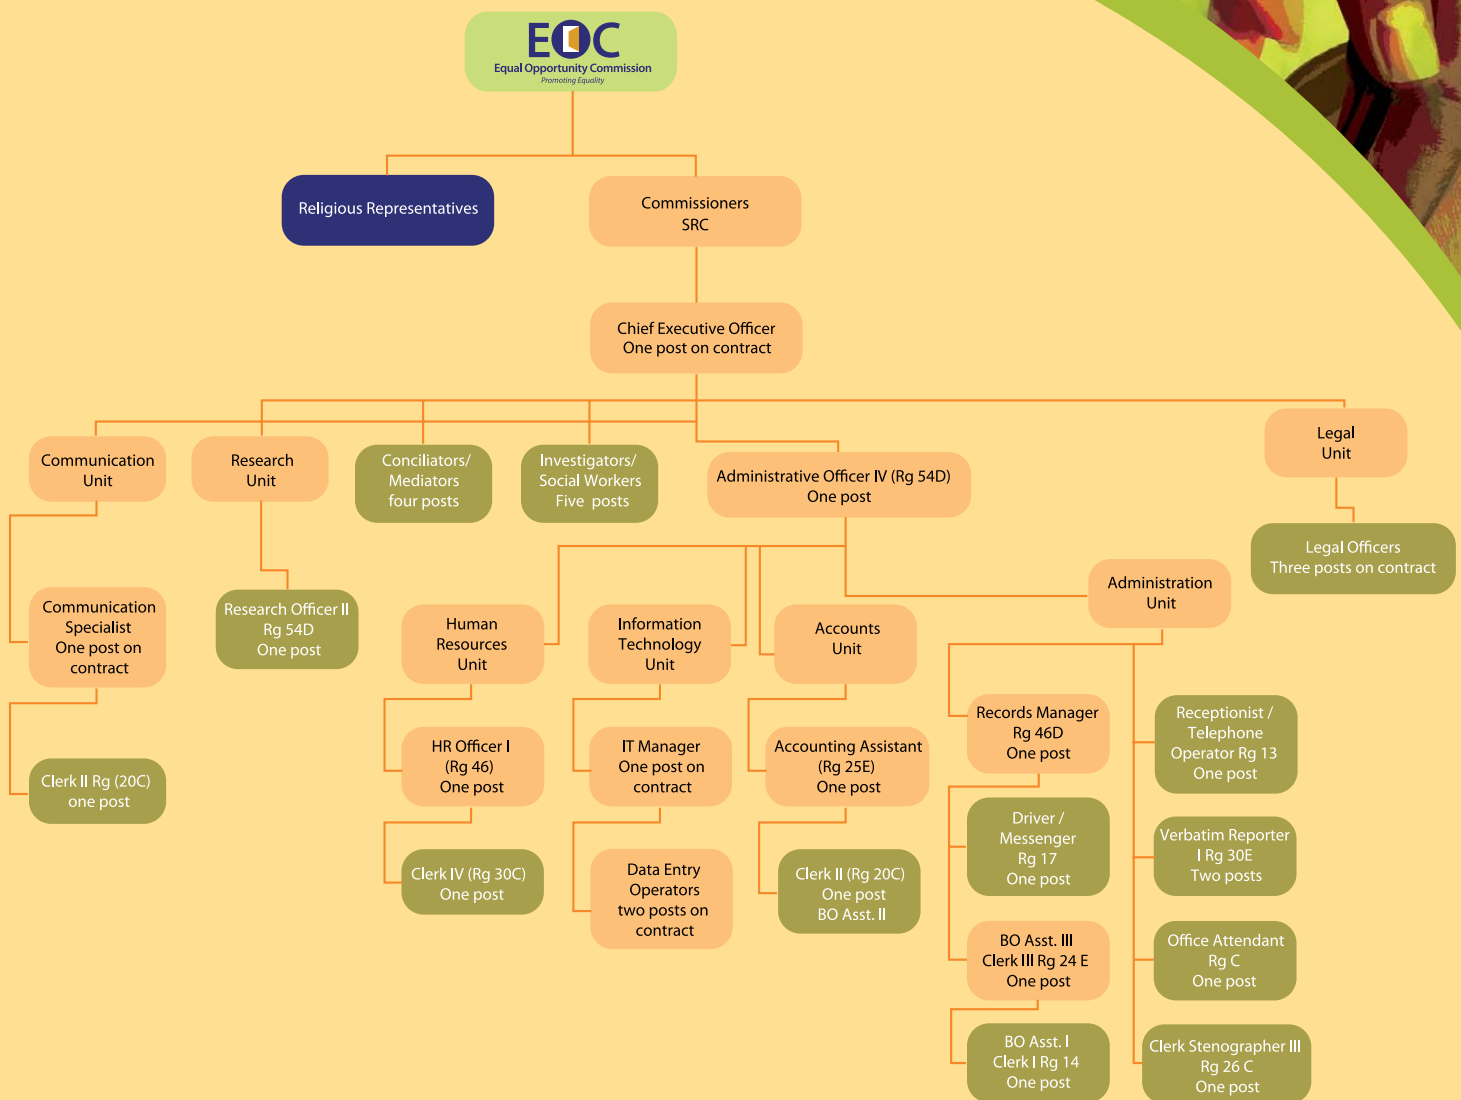 EOC
Equal Opportunity Commission
Promoting Equality
Religious Representatives
Commissioners
SRC
Chief Executive Officer
One post on contract
Communication
Unit
Research
Unit
Conciliators/
Mediators
four posts
Investigators/
Social Workers
Five posts
Administrative Officer IV (Rg 54D)
One post
Legal
Unit
Legal Officers
Three posts on contract
Communication
Specialist
One post on
contract
Research Officer II
Rg 54D
One post
Human
Resources
Unit
Information
Technology
Unit
Accounts
Unit
Administration
Unit
Clerk II Rg (20C)
one post
HR Officer I
(Rg 46)
One post
IT Manager
One post on
contract
Accounting Assistant
(Rg 25E)
One post
Records Manager
Rg 46D
One post
Receptionist /
Telephone
Operator Rg 13
One post
Clerk IV (Rg 30C)
One post
Data Entry
Operators
two posts on
contract
Clerk II (Rg 20C)
One post
BO Asst. II
Driver /
Messenger
Rg 17
One post
Verbatim Reporter
I Rg 30E
Two posts
BO Asst. III
Clerk III Rg 24 E
One post
Office Attendant
Rg C
One post
BO Asst. I
Clerk I Rg 14
One post
Clerk Stenographer III
Rg 26 C
One post